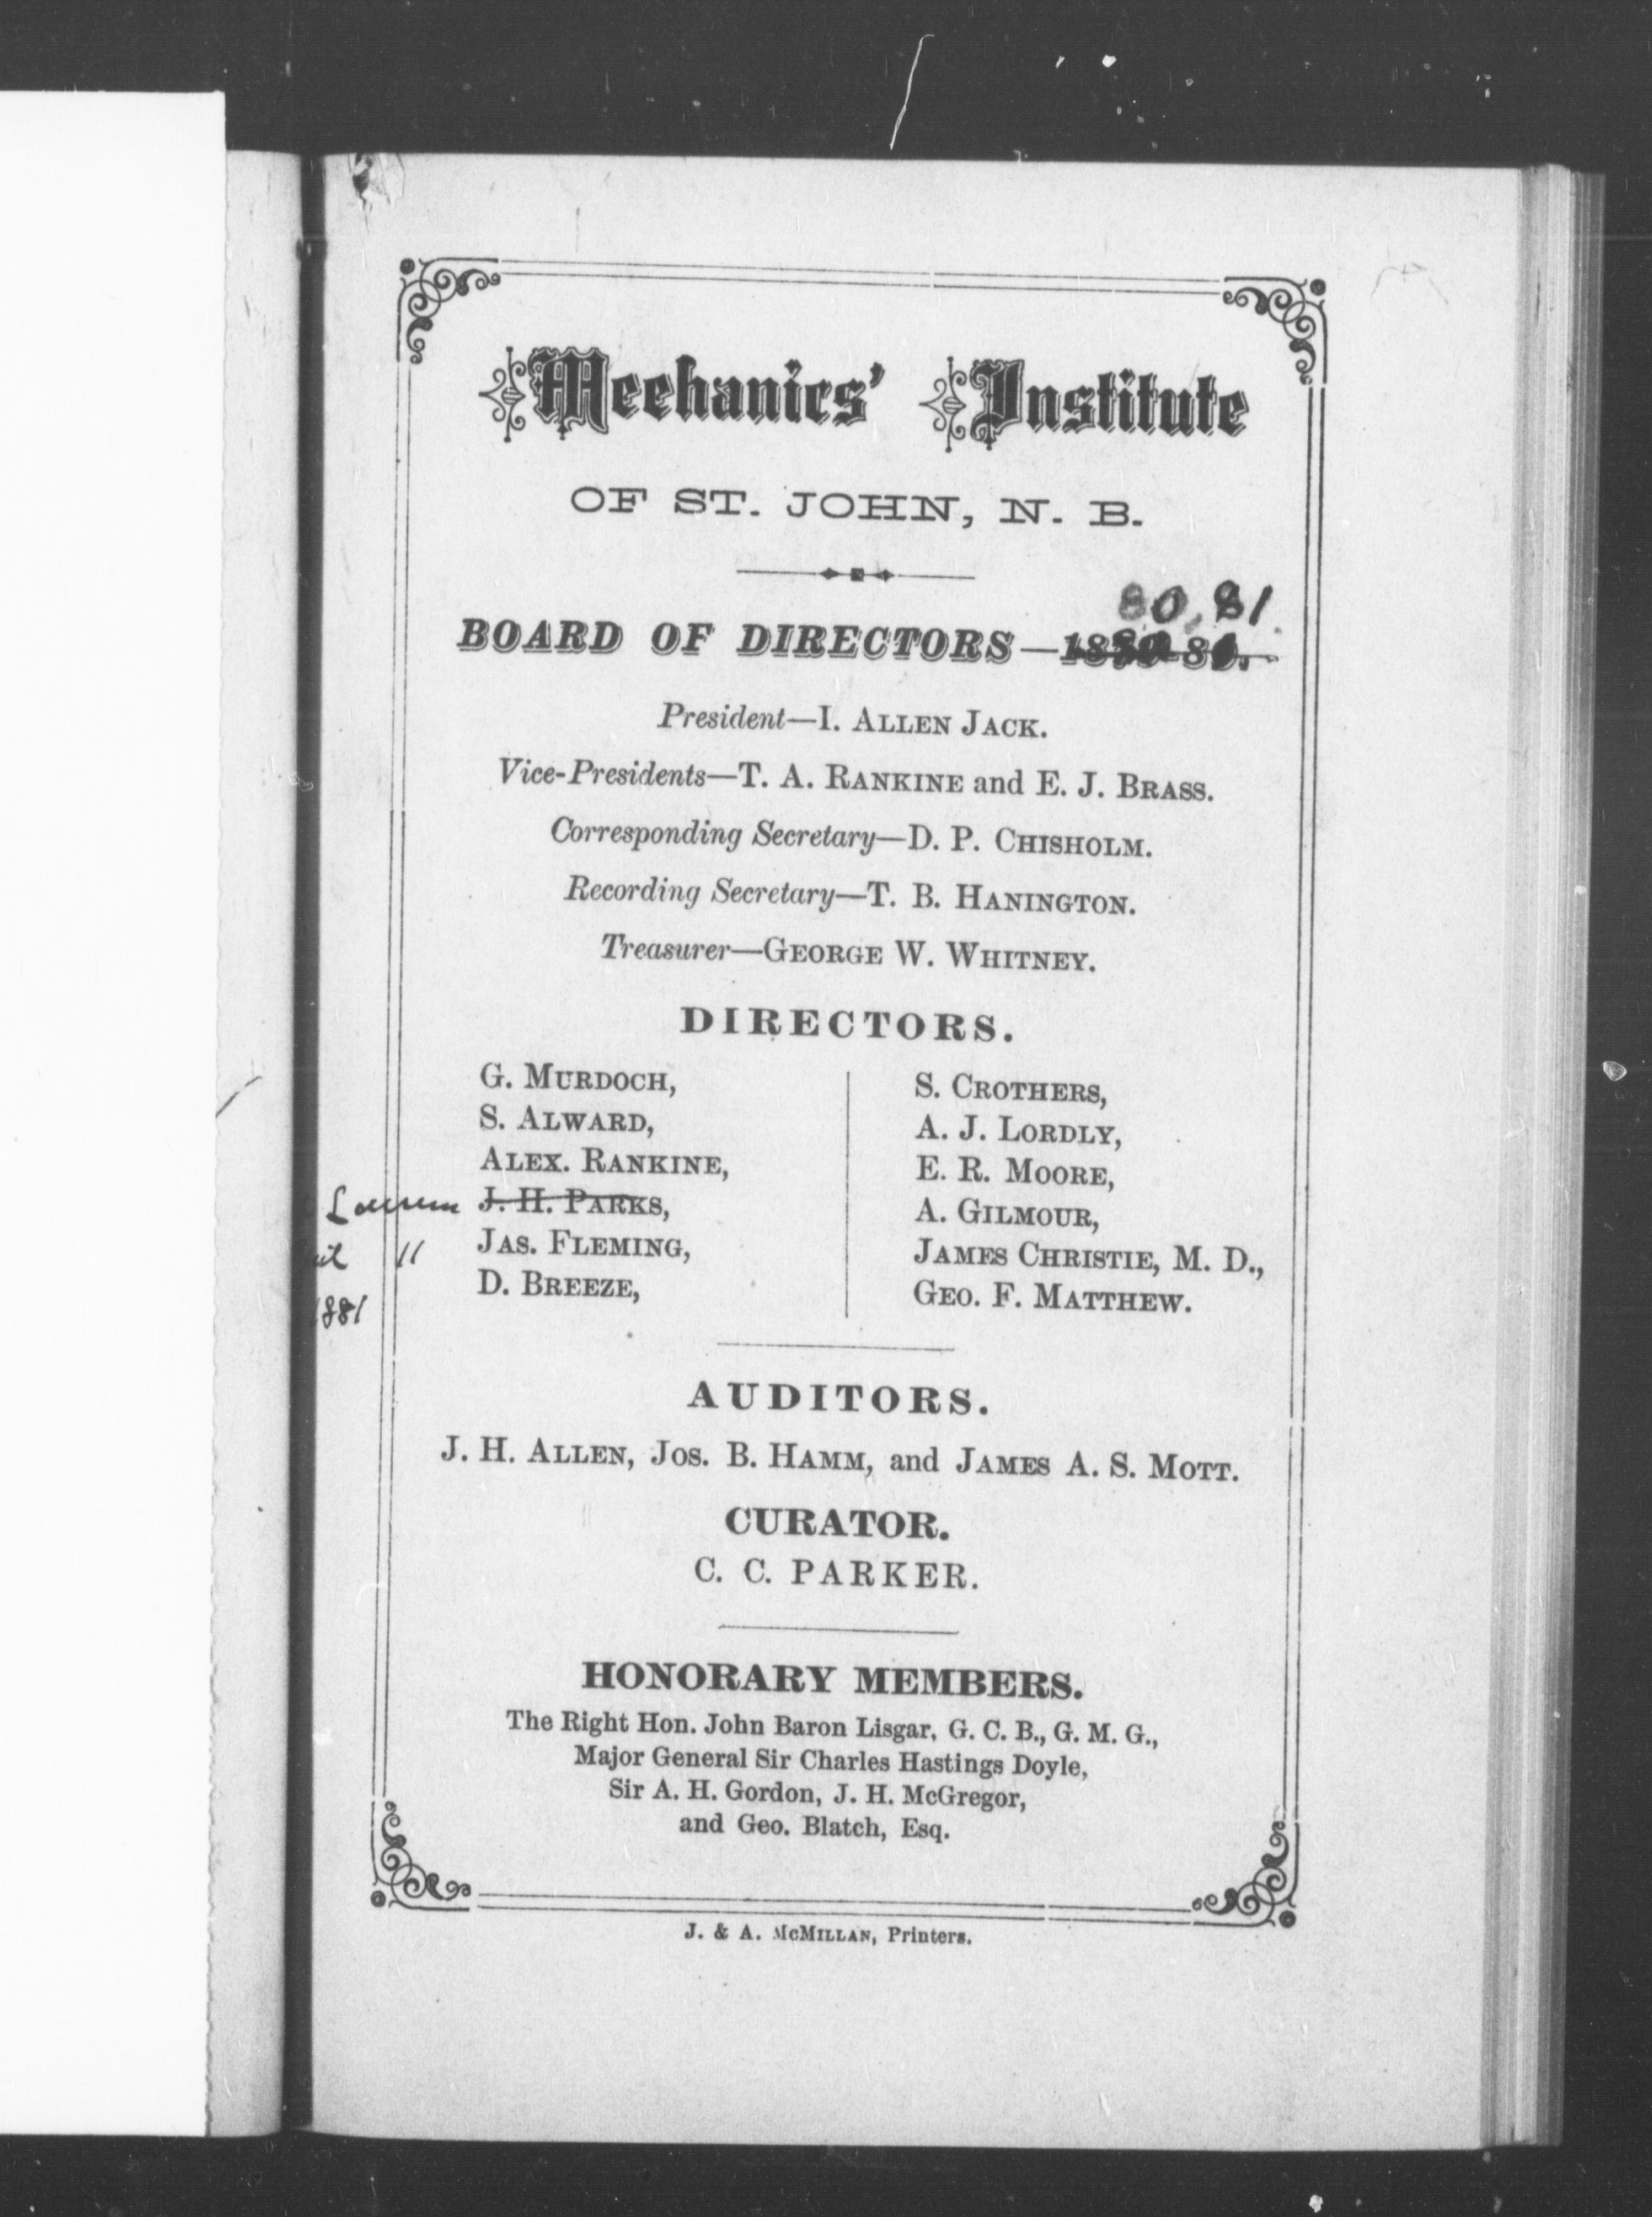 Mechanics' Institute
OF ST. JOHN, N. B.
80, 81
BOARD OF DIRECTORS—
President—I. ALLEN JACK.
Vice-Presidents—T. A. RANKINE and E. J. BRASS.
Corresponding Secretary—D. P. CHISHOLM.
Recording Secretary—T. B. HANINGTON.
Treasurer—GEORGE W. WHITNEY.
DIRECTORS.
G. MURDOCH,
S. ALWARD,
ALEX. RANKINE,
J. H. PARKS,
11 JAS. FLEMING,
D. BREEZE,
1881
S. CROTHERS,
A. J. LORDLY,
E. R. MOORE,
A. GILMOUR,
JAMES CHRISTIE, M. D.,
GEO. F. MATTHEW.
AUDITORS.
J. H. ALLEN, JOS. B. HAMM, and JAMES A. S. MOTT.
CURATOR.
C. C. PARKER.
HONORARY MEMBERS.
The Right Hon. John Baron Lisgar, G. C. B., G. M. G.,
Major General Sir Charles Hastings Doyle,
Sir A. H. Gordon, J. H. McGregor,
and Geo. Blatch, Esq.
J. & A. MCMILLAN, Printers.